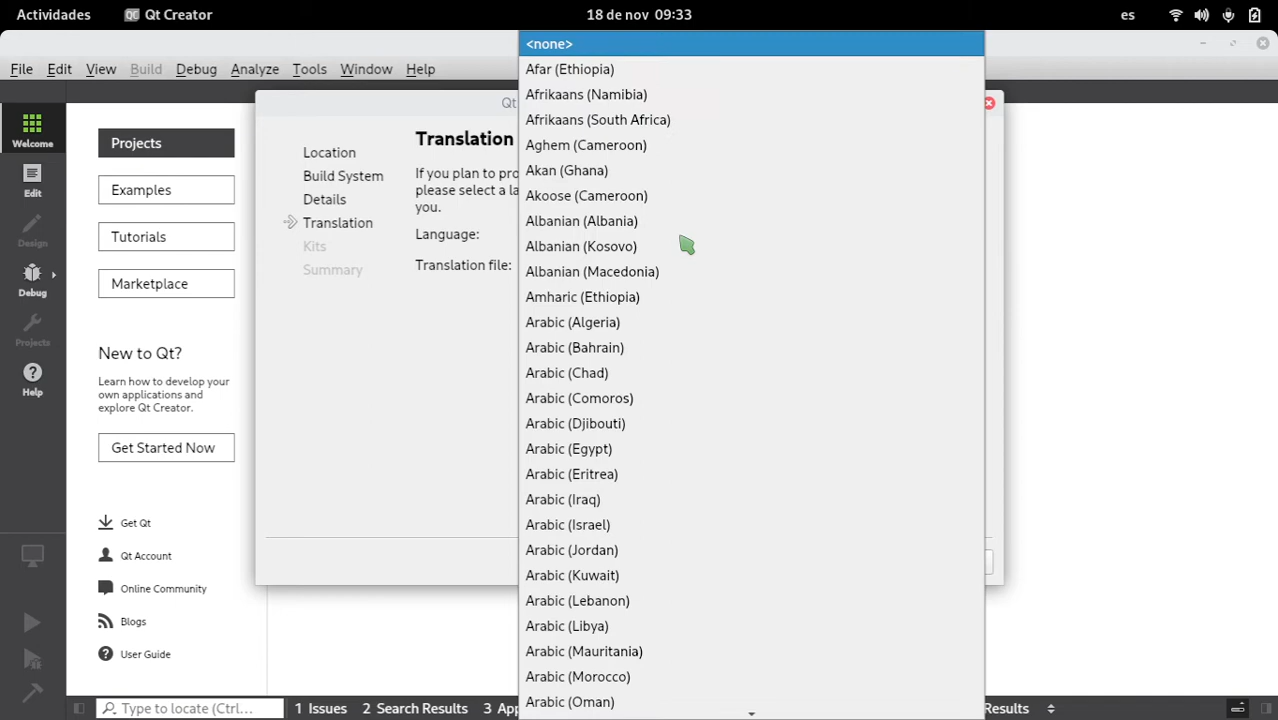 Actividades
Qt Creator
18 de nov 09:33
es
File Edit View Build Debug Analyze Tools Window Help
Welcome
Edit
Design
Debug
Projects
Help
Projects
Examples
Tutorials
Marketplace
New to Qt?
Learn how to develop your
own applications and
explore Qt Creator.
Get Started Now
Get Qt
Qt Account
Online Community
Blogs
User Guide
Qt
Location
Build System
Details
Translation
Kits
Summary
Translation
If you plan to
please select a
you.
Language:
Translation file:
<none>
Afar (Ethiopia)
Afrikaans (Namibia)
Afrikaans (South Africa)
Aghem (Cameroon)
Akan (Ghana)
Akoose (Cameroon)
Albanian (Albania)
Albanian (Kosovo)
Albanian (Macedonia)
Amharic (Ethiopia)
Arabic (Algeria)
Arabic (Bahrain)
Arabic (Chad)
Arabic (Comoros)
Arabic (Djibouti)
Arabic (Egypt)
Arabic (Eritrea)
Arabic (Iraq)
Arabic (Israel)
Arabic (Jordan)
Arabic (Kuwait)
Arabic (Lebanon)
Arabic (Libya)
Arabic (Mauritania)
Arabic (Morocco)
Arabic (Oman)
Type to locate (Ctrl...
1 Issues 2 Search Results 3 Results